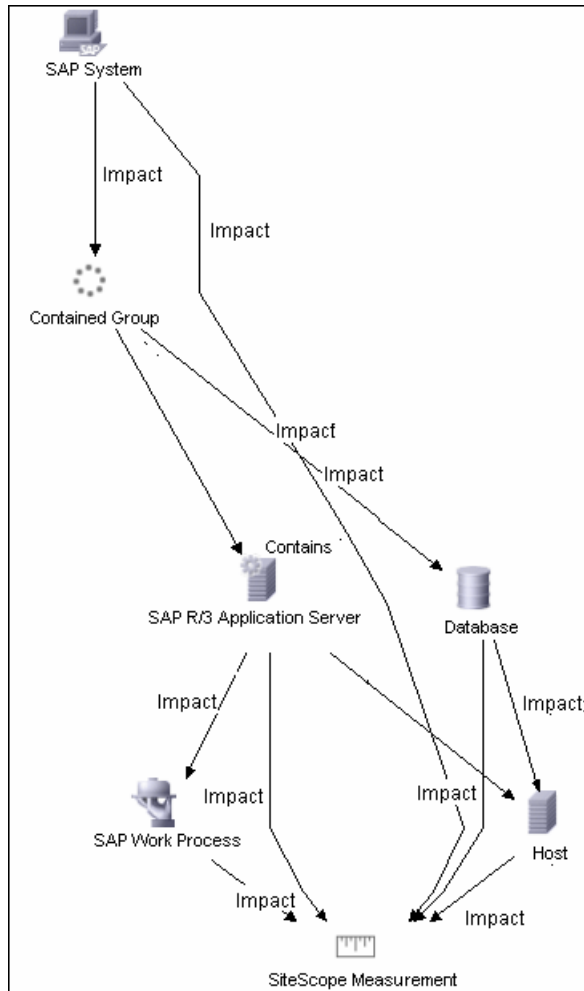 SAP
SAP System
Impact
Impact
Contained Group
Impact
Impact
Contains
SAP R/3 Application Server
Database
Impact
Impact
Impact
Impact
SAP Work Process
Host
Impact
Impact
SiteScope Measurement